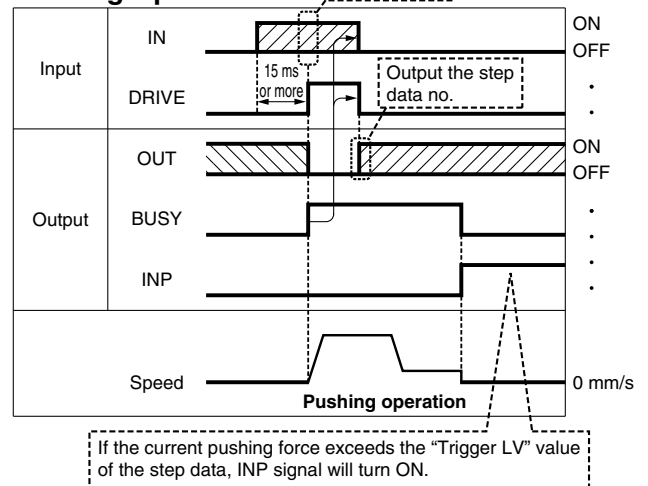 IN
ON
OFF
Input
15 ms
or more
Output the step
data no.
DRIVE
OUT
ON
OFF
Output
BUSY
INP
Speed
0 mm/s
Pushing operation
If the current pushing force exceeds the “Trigger LV” value
of the step data, INP signal will turn ON.